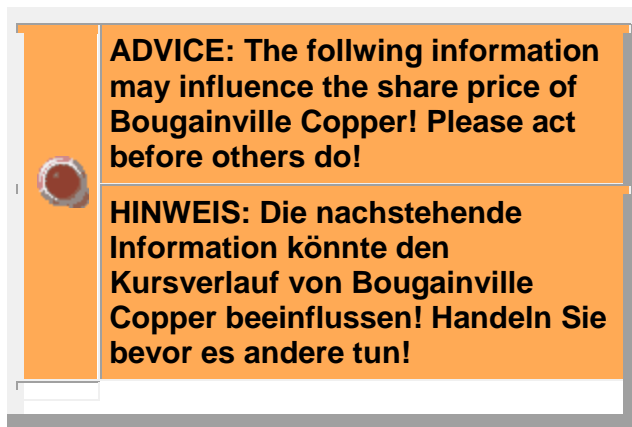 ADVICE: The follwing information
may influence the share price of
Bougainville Copper! Please act
before others do!
HINWEIS: Die nachstehende
Information könnte den
Kursverlauf von Bougainville
Copper beeinflussen! Handeln Sie
bevor es andere tun!